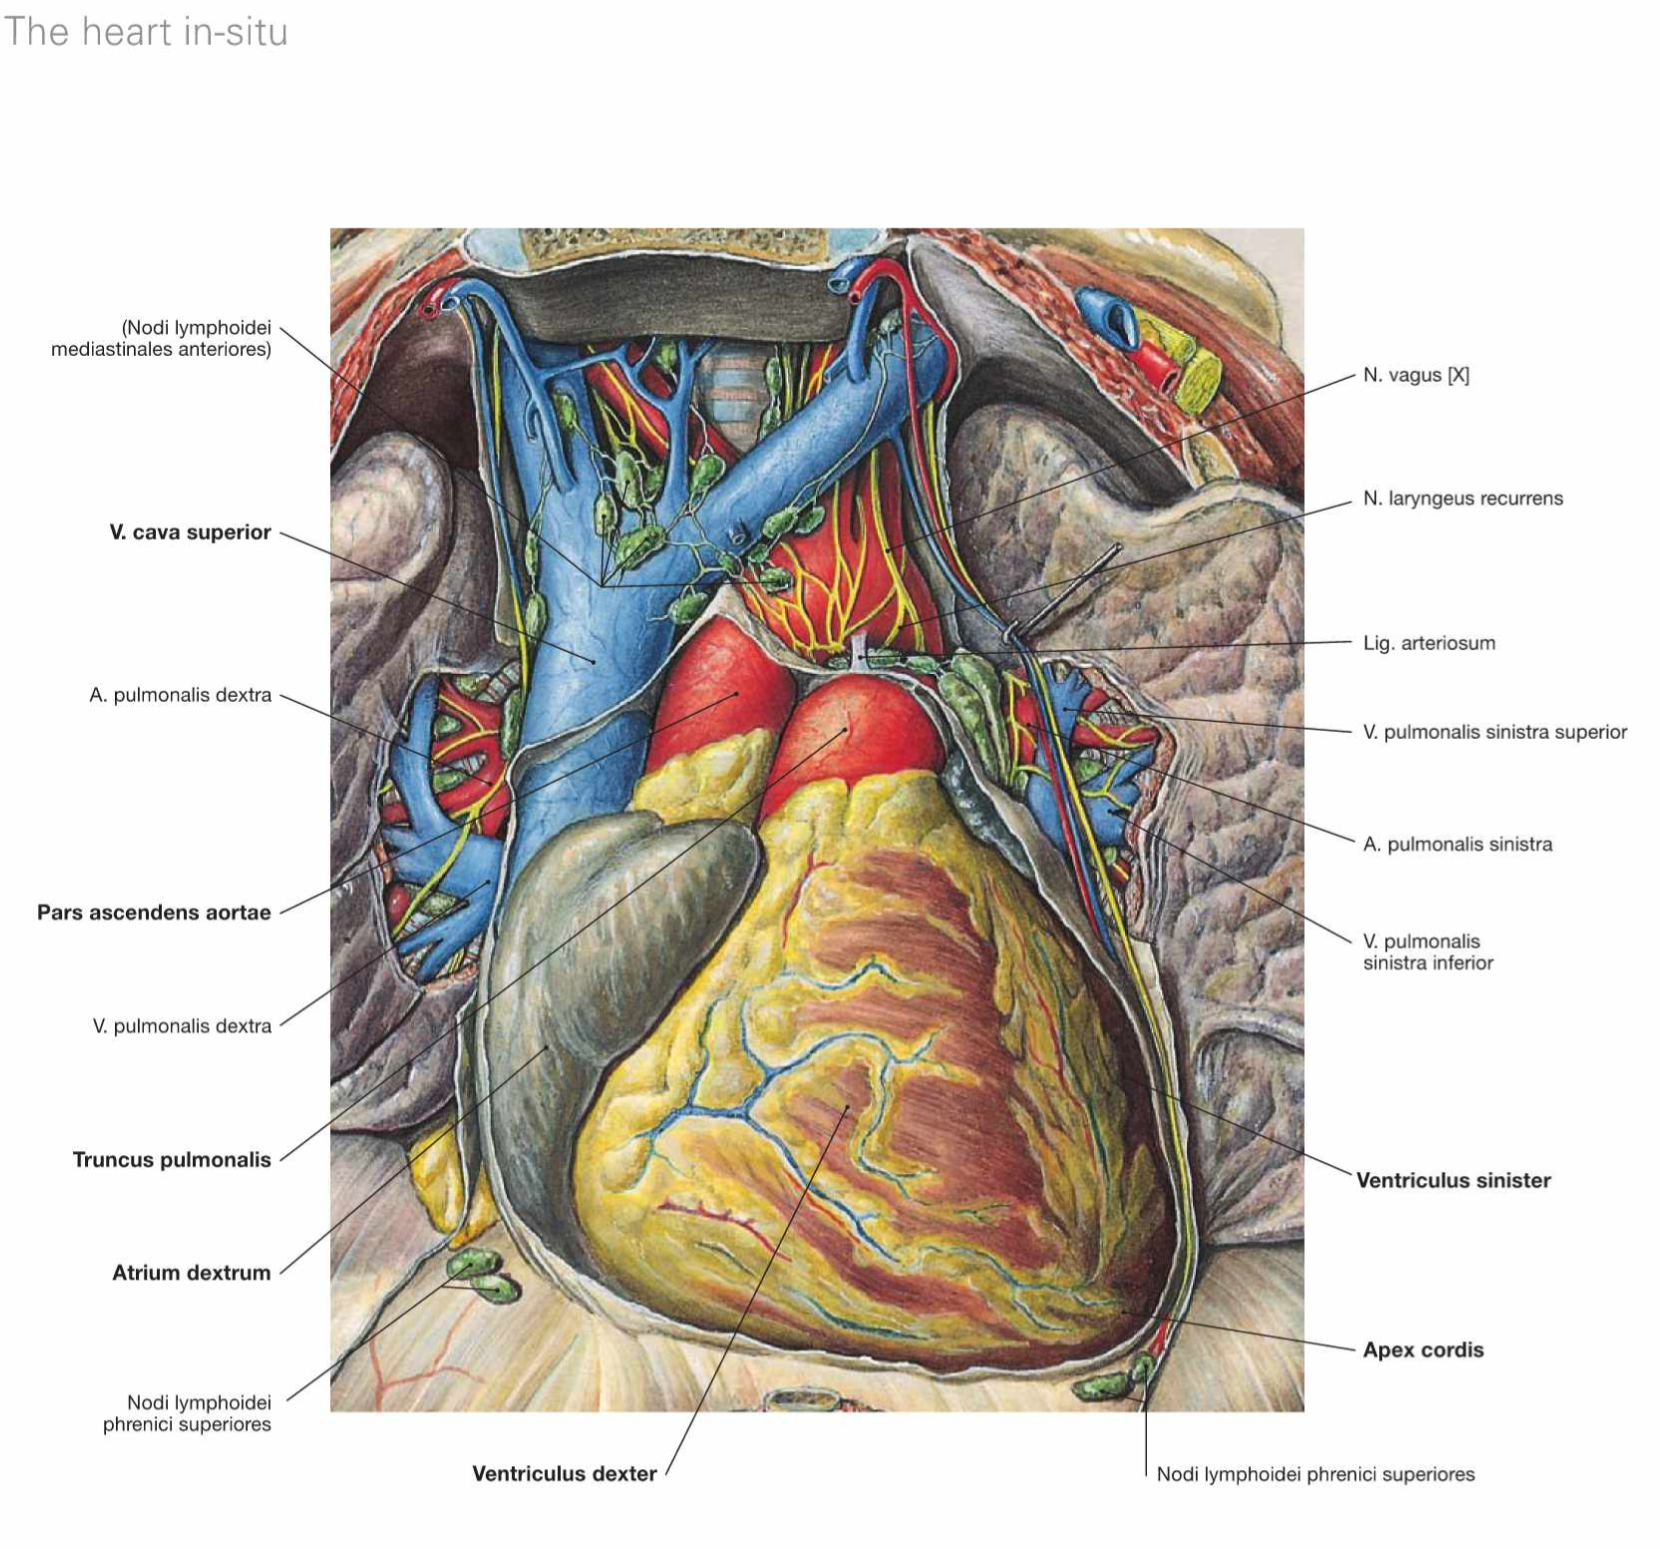 The heart in-situ
(Nodi lymphoidei
mediastinales anteriores)
V. cava superior
A. pulmonalis dextra
Pars ascendens aortae
V. pulmonalis dextra
Truncus pulmonalis
Atrium dextrum
Nodi lymphoidei
phrenici superiores
Ventriculus dexter
N. vagus [X]
N. laryngeus recurrens
Lig. arteriosum
V. pulmonalis sinistra superior
A. pulmonalis sinistra
V. pulmonalis
sinistra inferior
Ventriculus sinister
Apex cordis
Nodi lymphoidei phrenici superiores